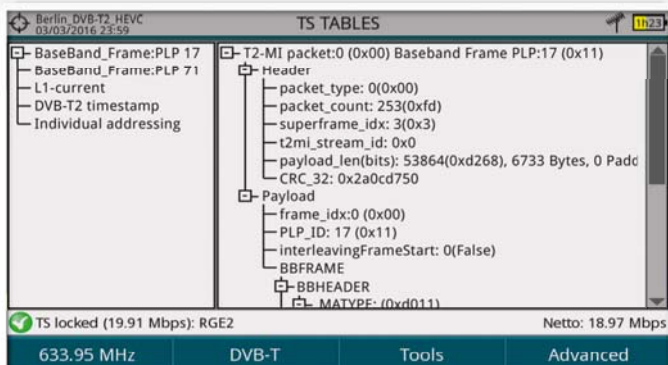 Berlin_DVB-T2_HEVC
03/03/2016 23:59
TS TABLES
1h23
BaseBand_Frame:PLP 17
BaseBand_Frame:PLP 71
L1-current
DVB-T2 timestamp
Individual addressing
T2-MI packet:0 (0x00) Baseband Frame PLP:17 (0x11)
Header
packet_type: 0(0x00)
packet_count: 253(0xfd)
superframe_idx: 3(0x3)
t2mi_stream_id: 0x0
payload_len(bits): 53864(0xd268), 6733 Bytes, 0 Padd
CRC_32: 0x2a0cd750
Payload
frame_idx:0 (0x00)
PLP_ID: 17 (0x11)
interleavingFrameStart: 0(False)
BBFRAME
BBHEADER
MATYPE: (0xd011)
TS locked (19.91 Mbps): RGE2
Netto: 18.97 Mbps
633.95 MHz
DVB-T
Tools
Advanced